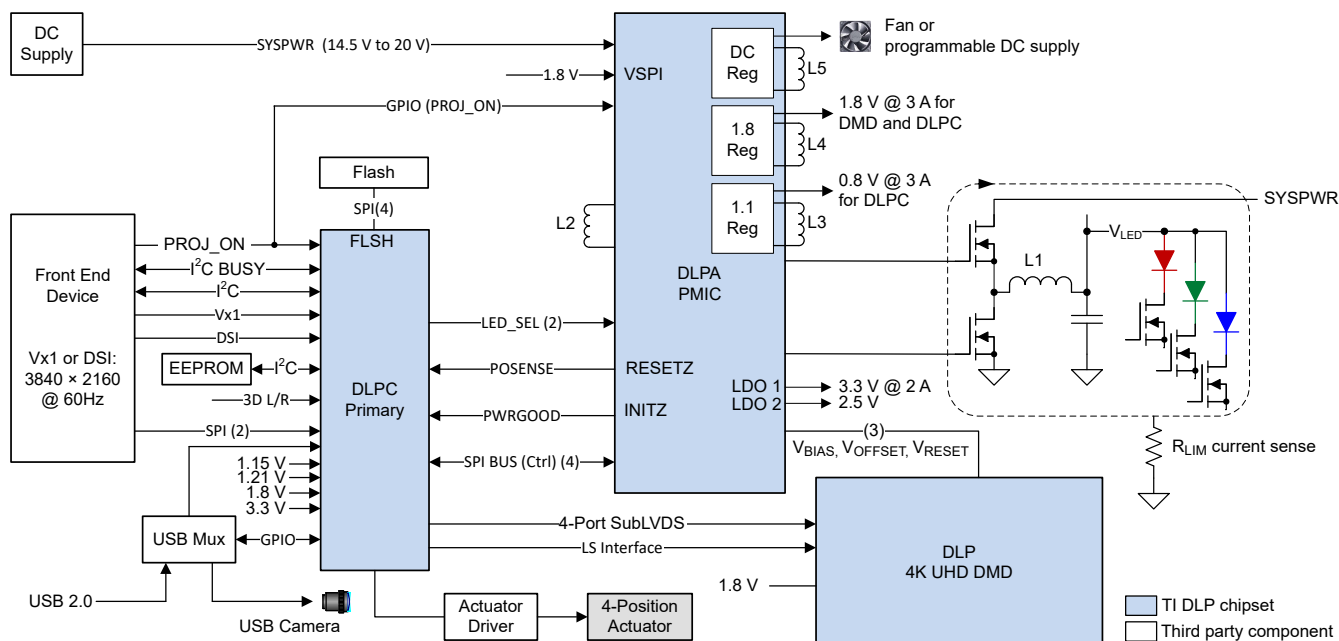 DC
Supply
SYSPWR (14.5 V to 20 V)
1.8 V
VSPI
GPIO (PROJ_ON)
DC
Reg
L5
Fan or
programmable DC supply
1.8
Reg
L4
1.8 V @ 3 A for
DMD and DLPC
1.1
Reg
L3
0.8 V @ 3 A
for DLPC
L2
DLPA
PMIC
SYSPWR
VLED
L1
Flash
SPI(4)
FLSH
Front End
Device
Vx1 or DSI:
3840 × 2160
@ 60Hz
PROJ_ON
I²C BUSY
I²C
Vx1
DSI
EEPROM
I²C
3D L/R
SPI (2)
1.15 V
1.21 V
1.8 V
3.3 V
DLPC
Primary
LED_SEL (2)
POSENSE
RESETZ
PWRGOOD
INITZ
SPI BUS (Ctrl) (4)
LDO 1
3.3 V @ 2 A
LDO 2
2.5 V
(3)
VBIAS, VOFFSET, VRESET
RLIM current sense
USB Mux
GPIO
USB 2.0
USB Camera
4-Port SubLVDS
LS Interface
1.8 V
DLP
4K UHD DMD
Actuator
Driver
4-Position
Actuator
TI DLP chipset
Third party component